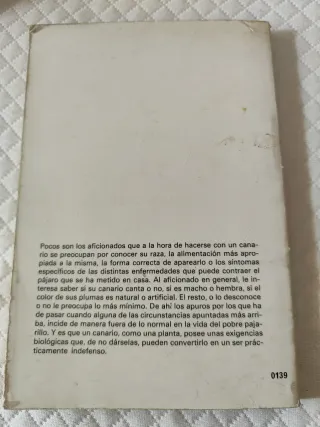 Pocos son los aficionados que a la hora de hacerse con un cana-
rio se preocupan por conocer su raza, la alimentación más apro-
piada a la misma, la forma correcta de aparearlo o los síntomas
específicos de las distintas enfermedades que puede contraer el
pájaro que se ha metido en casa. Al aficionado en general, le in-
teresa saber si su canario canta o no, si es macho o hembra, si el
color de sus plumas es natural o artificial. El resto, o lo desconoce
o no le preocupa lo más mínimo. De ahí los apuros por los que ha
de pasar cuando alguna de las circunstancias apuntadas más arri-
ba, incide de manera fuera de lo normal en la vida del pobre paja-
rillo. Y es que un canario, como una planta, posee unas exigencias
biológicas que, de no dárselas, pueden convertirlo en un ser prác-
ticamente indefenso.
0139